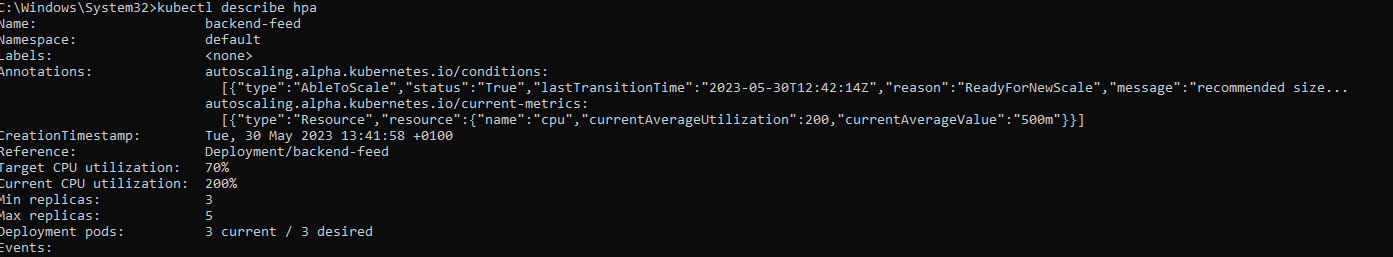 C:\Windows\System32>kubectl describe hpa
Name: backend-feed
Namespace: default
Labels: <none>
Annotations: autoscaling.alpha.kubernetes.io/conditions:
[{"type":"AbleToScale","status":"True","lastTransitionTime":"2023-05-30T12:42:14Z","reason":"ReadyForNewScale","message":"recommended size...
autoscaling.alpha.kubernetes.io/current-metrics:
[{"type":"Resource","resource":{"name":"cpu","currentAverageUtilization":200,"currentAverageValue":"500m"}}]
CreationTimestamp: Tue, 30 May 2023 13:41:58 +0100
Reference: Deployment/backend-feed
Target CPU utilization: 70%
Current CPU utilization: 200%
Min replicas: 3
Max replicas: 5
Deployment pods: 3 current / 3 desired
Events: